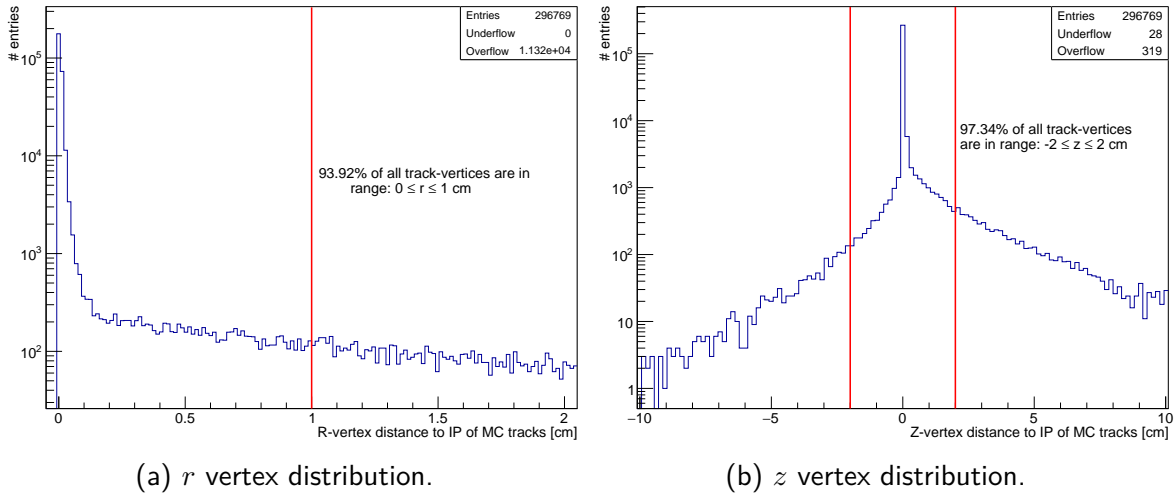 Entries 296769
Underflow 0
Overflow 1.132e+04
# entries
10^5
10^4
10^3
10^2
93.92% of all track-vertices are in
range: 0 ≤ r ≤ 1 cm
0 0.5 1 1.5 2
R-vertex distance to IP of MC tracks [cm]
(a) r vertex distribution.
Entries 296769
Underflow 28
Overflow 319
# entries
10^5
10^4
10^3
10^2
10
1
97.34% of all track-vertices
are in range: -2 ≤ z ≤ 2 cm
−10 −5 0 5 10
Z-vertex distance to IP of MC tracks [cm]
(b) z vertex distribution.